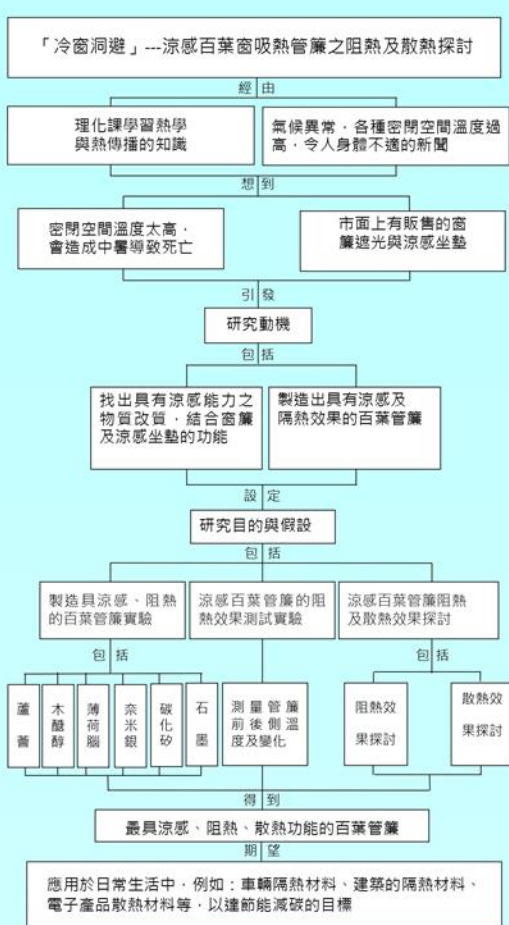 「冷窗洞避」---涼感百葉窗吸熱管簾之阻熱及散熱探討
經由
理化課學習熱學
與熱傳播的知識
氣候異常，各種密閉空間溫度過
高，令人身體不適的新聞
想到
密閉空間溫度太高，
會造成中暑導致死亡
市面上有販售的窗
簾遮光與涼感坐墊
引發
研究動機
包括
找出具有涼感能力之
物質改質，結合窗簾
及涼感坐墊的功能
製造出具有涼感及
隔熱效果的百葉管簾
設定
研究目的與假設
包括
製造具涼感、阻熱
的百葉管簾實驗
涼感百葉管簾的阻
熱效果測試實驗
涼感百葉管簾阻熱
及散熱效果探討
包括
包括
蘆薈
木醣醇
薄荷腦
奈米銀
碳化矽
石墨
測量管簾
前後側溫
度及變化
阻熱效
果探討
散熱效
果探討
得到
最具涼感、阻熱、散熱功能的百葉管簾
期望
應用於日常生活中，例如：車輛隔熱材料、建築的隔熱材料、
電子產品散熱材料等，以達節能減碳的目標